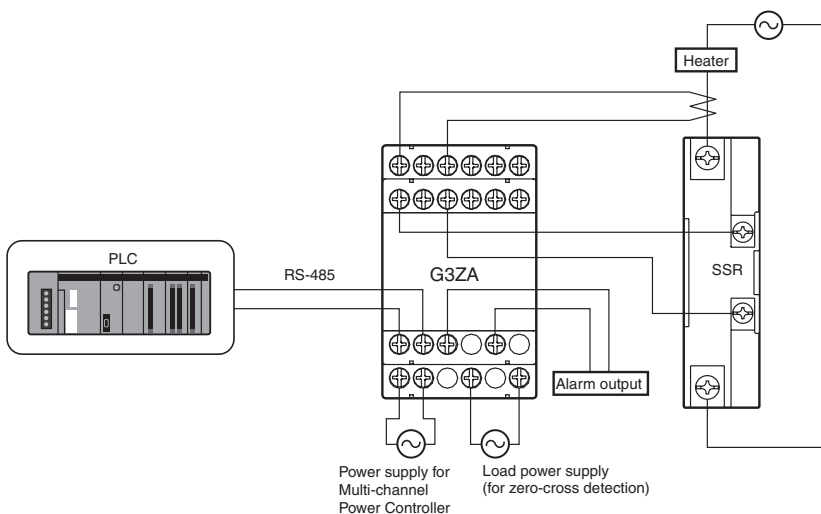 Heater
PLC
RS-485
G3ZA
SSR
Alarm output
Power supply for
Multi-channel
Power Controller
Load power supply
(for zero-cross detection)